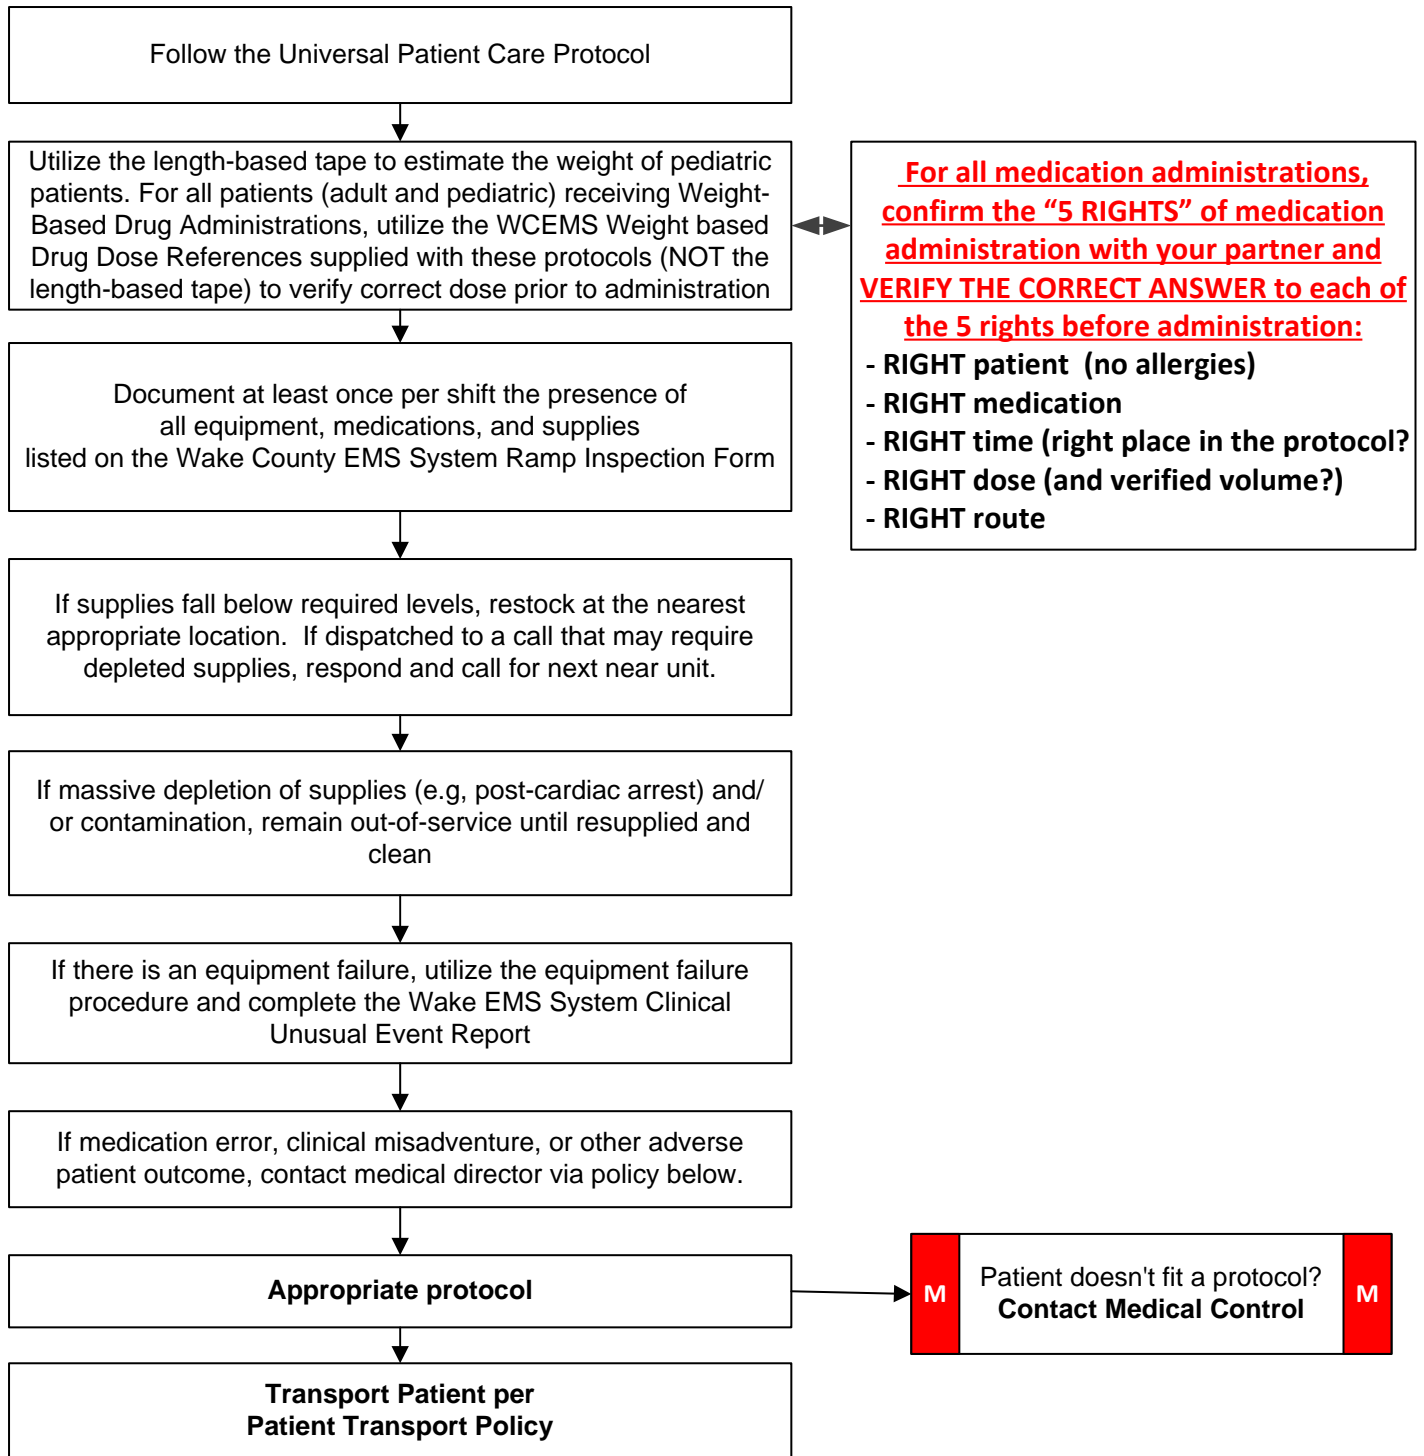 Follow the Universal Patient Care Protocol
Utilize the length-based tape to estimate the weight of pediatric
patients. For all patients (adult and pediatric) receiving Weight-
Based Drug Administrations, utilize the WCEMS Weight based
Drug Dose References supplied with these protocols (NOT the
length-based tape) to verify correct dose prior to administration
For all medication administrations,
confirm the “5 RIGHTS” of medication
administration with your partner and
VERIFY THE CORRECT ANSWER to each of
the 5 rights before administration:
- RIGHT patient  (no allergies)
- RIGHT medication
- RIGHT time (right place in the protocol?
- RIGHT dose (and verified volume?)
- RIGHT route
Document at least once per shift the presence of
all equipment, medications, and supplies
listed on the Wake County EMS System Ramp Inspection Form
If supplies fall below required levels, restock at the nearest
appropriate location.  If dispatched to a call that may require
depleted supplies, respond and call for next near unit.
If massive depletion of supplies (e.g, post-cardiac arrest) and/
or contamination, remain out-of-service until resupplied and
clean
If there is an equipment failure, utilize the equipment failure
procedure and complete the Wake EMS System Clinical
Unusual Event Report
If medication error, clinical misadventure, or other adverse
patient outcome, contact medical director via policy below.
Appropriate protocol
M
Patient doesn't fit a protocol?
Contact Medical Control
M
Transport Patient per
Patient Transport Policy